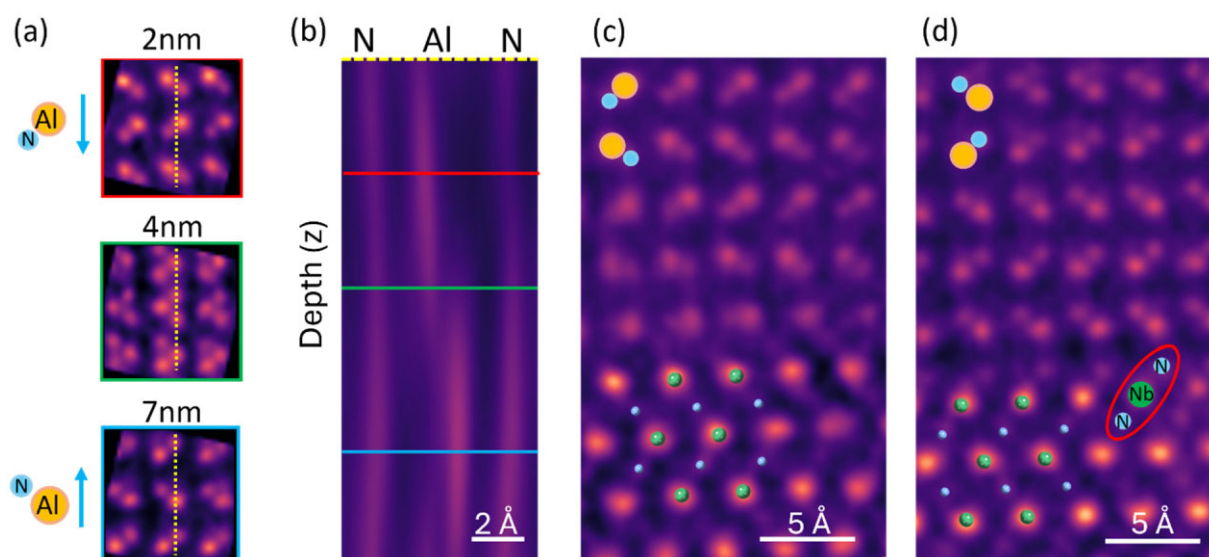 (a)
2nm
Al
N
4nm
7nm
N
Al
(b)
N Al N
Depth (z)
2 Å
(c)
5 Å
(d)
N
Nb
N
5 Å